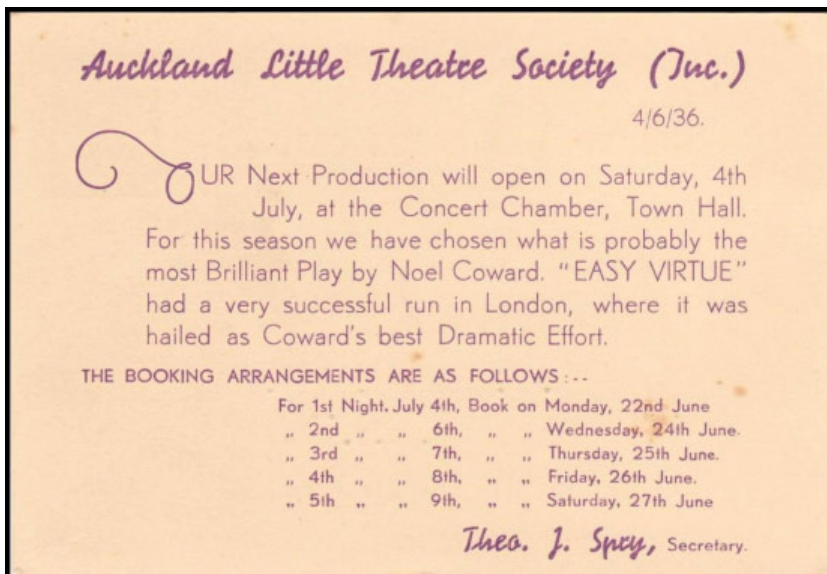 Auckland Little Theatre Society (Inc.)
4/6/36.
OUR Next Production will open on Saturday, 4th
July, at the Concert Chamber, Town Hall.
For this season we have chosen what is probably the
most Brilliant Play by Noel Coward. "EASY VIRTUE"
had a very successful run in London, where it was
hailed as Coward's best Dramatic Effort.
THE BOOKING ARRANGEMENTS ARE AS FOLLOWS:--
For 1st Night. July 4th, Book on Monday, 22nd June
„ 2nd „ „ 6th, „ „ Wednesday, 24th June.
„ 3rd „ „ 7th, „ „ Thursday, 25th June.
„ 4th „ „ 8th, „ „ Friday, 26th June.
„ 5th „ „ 9th, „ „ Saturday, 27th June
Theo. J. Spry, Secretary.